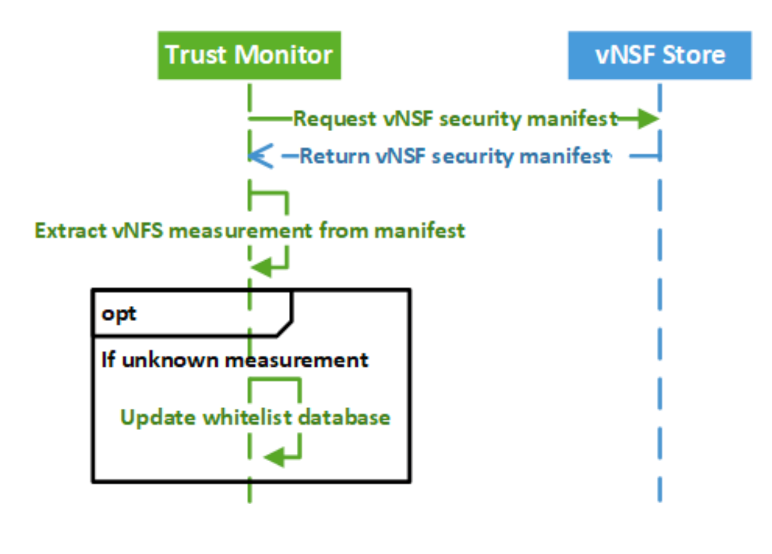 Trust Monitor
vNSF Store
Request vNSF security manifest
Return vNSF security manifest
Extract vNFS measurement from manifest
opt
If unknown measurement
Update whitelist database